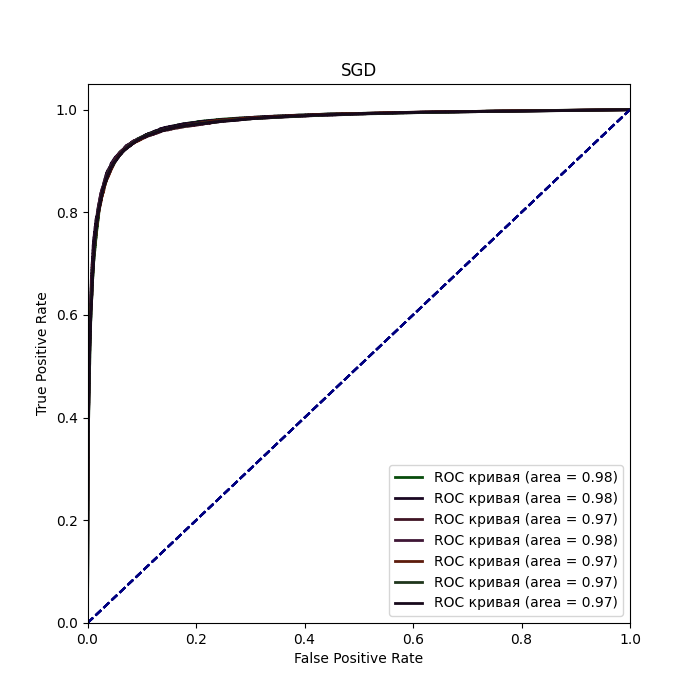 SGD
1.0
0.8
0.6
0.4
0.2
0.0
True Positive Rate
ROC кривая (area = 0.98)
ROC кривая (area = 0.98)
ROC кривая (area = 0.97)
ROC кривая (area = 0.98)
ROC кривая (area = 0.97)
ROC кривая (area = 0.97)
ROC кривая (area = 0.97)
0.0 0.2 0.4 0.6 0.8 1.0
False Positive Rate